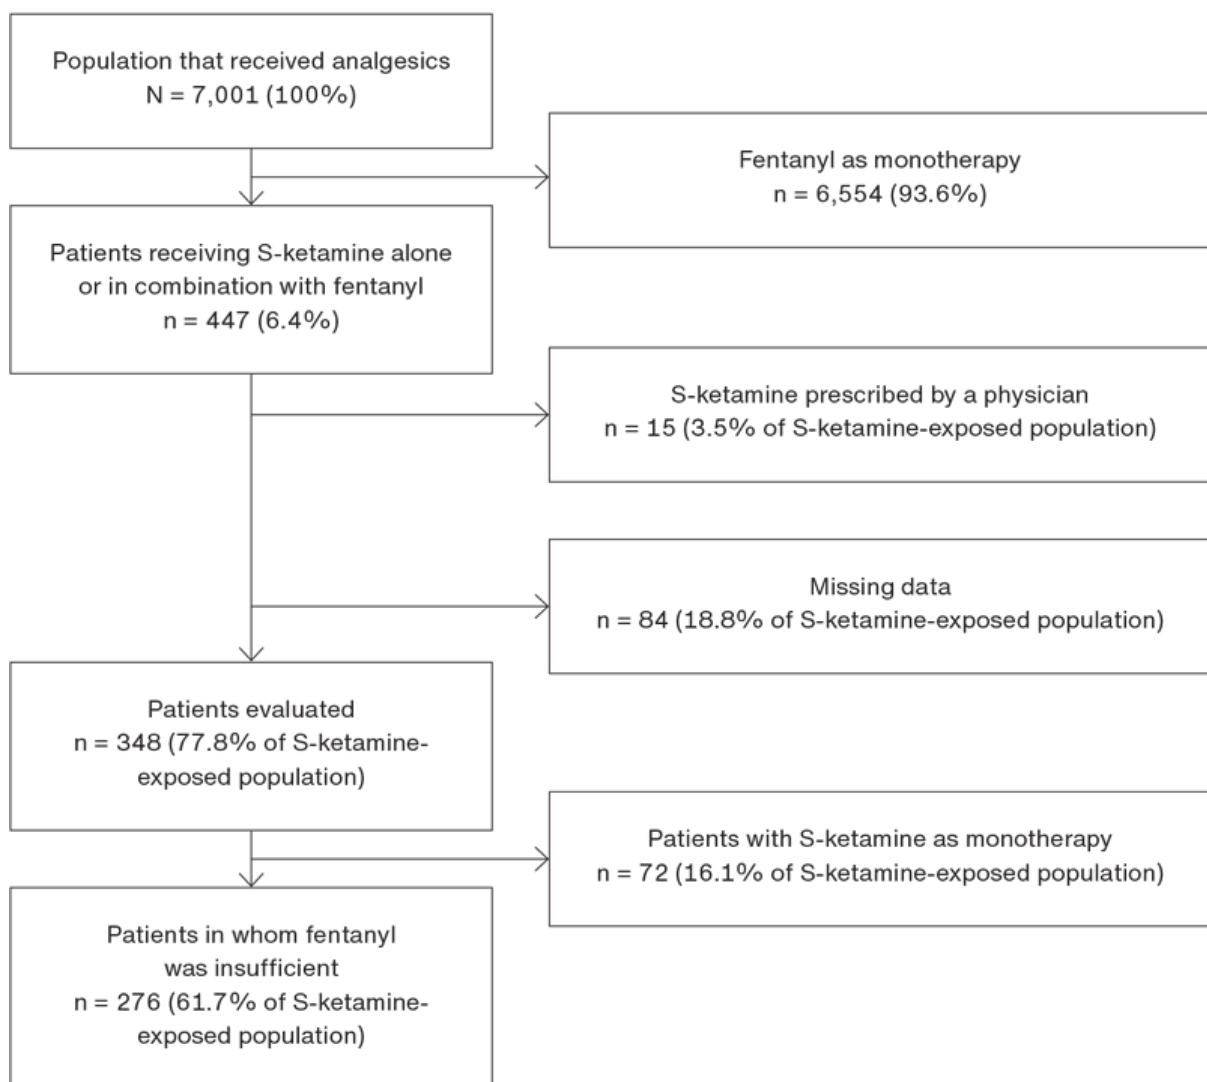 Population that received analgesics
N = 7,001 (100%)
Fentanyl as monotherapy
n = 6,554 (93.6%)
Patients receiving S-ketamine alone
or in combination with fentanyl
n = 447 (6.4%)
S-ketamine prescribed by a physician
n = 15 (3.5% of S-ketamine-exposed population)
Missing data
n = 84 (18.8% of S-ketamine-exposed population)
Patients evaluated
n = 348 (77.8% of S-ketamine-
exposed population)
Patients with S-ketamine as monotherapy
n = 72 (16.1% of S-ketamine-exposed population)
Patients in whom fentanyl
was insufficient
n = 276 (61.7% of S-ketamine-
exposed population)